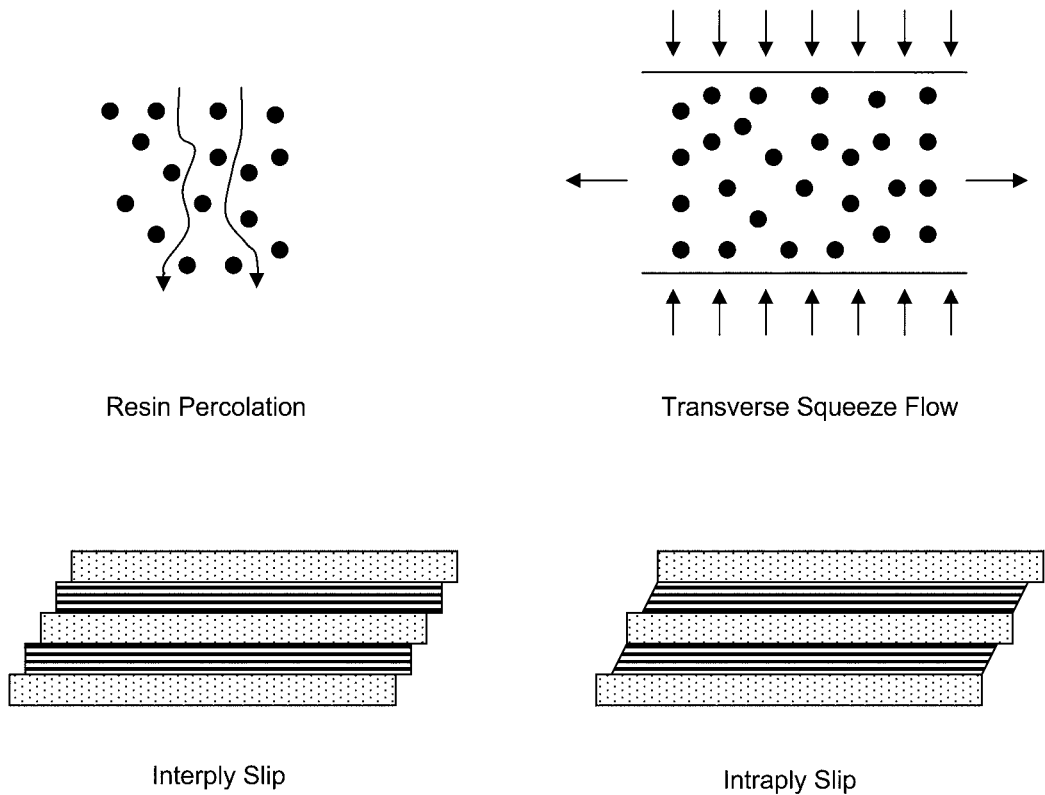 Resin Percolation
Transverse Squeeze Flow
Interply Slip
Intraply Slip